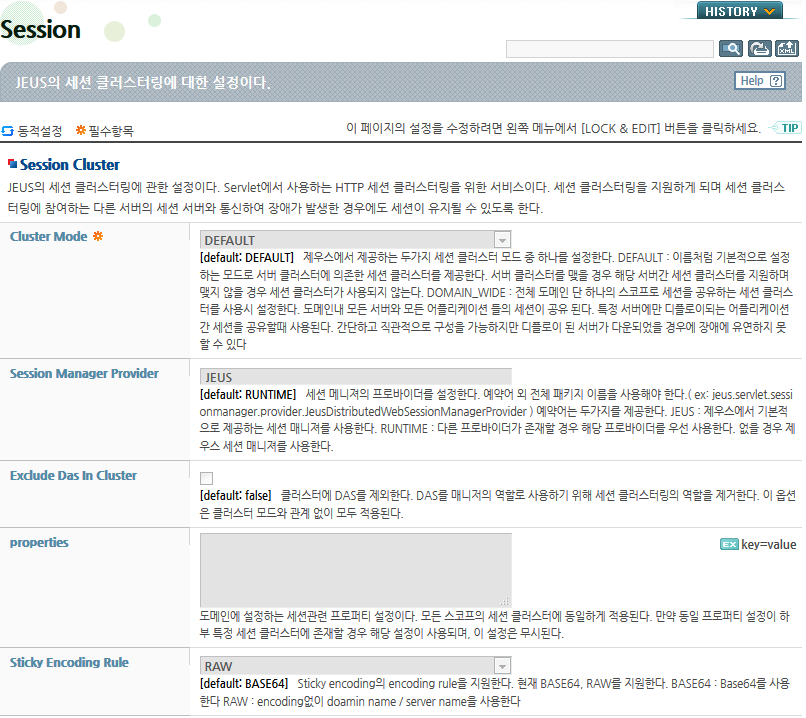 HISTORY
Session
JEUS의 세션 클러스터링에 대한 설정이다.
Help
동적설정 필수항목
이 페이지의 설정을 수정하려면 왼쪽 메뉴에서 [LOCK & EDIT] 버튼을 클릭하세요. TIP
Session Cluster
JEUS의 세션 클러스터링에 관한 설정이다. Servlet에서 사용하는 HTTP 세션 클러스터링을 위한 서비스이다. 세션 클러스터링을 지원하게 되며 세션 클러스
터링에 참여하는 다른 서버의 세션 서버와 통신하여 장애가 발생한 경우에도 세션이 유지될 수 있도록 한다.
Cluster Mode
DEFAULT
[default: DEFAULT] 제우스에서 제공하는 두가지 세션 클러스터 모드 중 하나를 설정한다. DEFAULT : 이름처럼 기본적으로 설정
하는 모드로 서버 클러스터에 의존한 세션 클러스터를 제공한다. 서버 클러스터를 맺을 경우 해당 서버간 세션 클러스터를 지원하며
맺지 않을 경우 세션 클러스터가 사용되지 않는다. DOMAIN_WIDE : 전체 도메인 단 하나의 스코프로 세션을 공유하는 세션 클러스
터를 사용시 설정한다. 도메인내 모든 서버와 모든 어플리케이션 들의 세션이 공유 된다. 특정 서버에만 디플로이되는 어플리케이션
간 세션을 공유할때 사용된다. 간단하고 직관적으로 구성을 가능하지만 디플로이 된 서버가 다운되었을 경우에 장애에 유연하지 못
할 수 있다
Session Manager Provider
JEUS
[default: RUNTIME] 세션 메니져의 프로바이더를 설정한다. 예약어 외 전체 패키지 이름을 사용해야 한다.( ex: jeus.servlet.sessi
onmanager.provider.JeusDistributedWebSessionManagerProvider ) 예약어는 두가지를 제공한다. JEUS : 제우스에서 기본적
으로 제공하는 세션 매니져를 사용한다. RUNTIME : 다른 프로바이더가 존재할 경우 해당 프로바이더를 우선 사용한다. 없을 경우 제
우스 세션 매니져를 사용한다.
Exclude Das In Cluster
[default: false] 클러스터에 DAS를 제외한다. DAS를 매니저의 역할로 사용하기 위해 세션 클러스터링의 역할을 제거한다. 이 옵션
은 클러스터 모드와 관계 없이 모두 적용된다.
properties
EX key=value
도메인에 설정하는 세션관련 프로퍼티 설정이다. 모든 스코프의 세션 클러스터에 동일하게 적용된다. 만약 동일 프로퍼티 설정이 하
부 특정 세션 클러스터에 존재할 경우 해당 설정이 사용되며, 이 설정은 무시된다.
Sticky Encoding Rule
RAW
[default: BASE64] Sticky encoding의 encoding rule을 지원한다. 현재 BASE64, RAW를 지원한다. BASE64 : Base64를 사용
한다 RAW : encoding없이 doamin name / server name을 사용한다